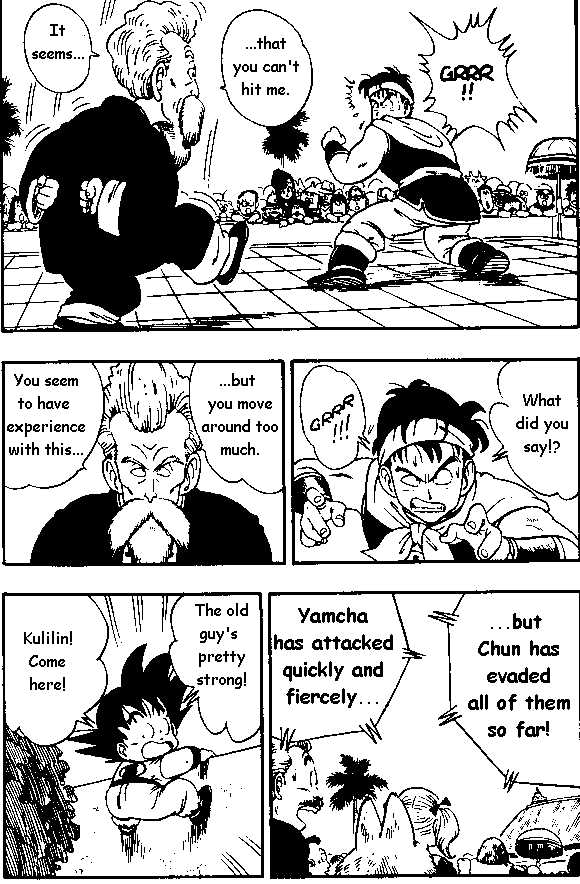 It
seems...
...that
you can't
hit me.
GRRR
!!
You seem
to have
experience
with this...
...but
you move
around too
much.
GRRR
!!!
What
did you
say!?
Kulilin!
Come
here!
The old
guy's
pretty
strong!
Yamcha
has attacked
quickly and
fiercely...
...but
Chun has
evaded
all of them
so far!